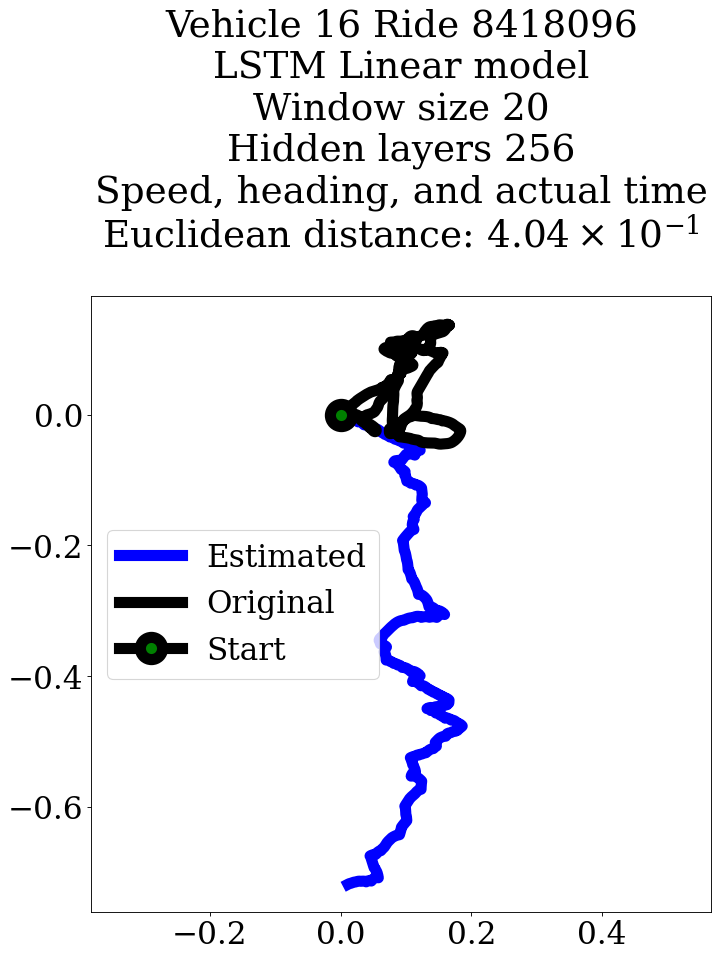 Vehicle 16 Ride 8418096
LSTM Linear model
Window size 20
Hidden layers 256
Speed, heading, and actual time
Euclidean distance: 4.04 × 10⁻¹
0.0
−0.2
−0.4
−0.6
Estimated
Original
Start
−0.2 0.0 0.2 0.4